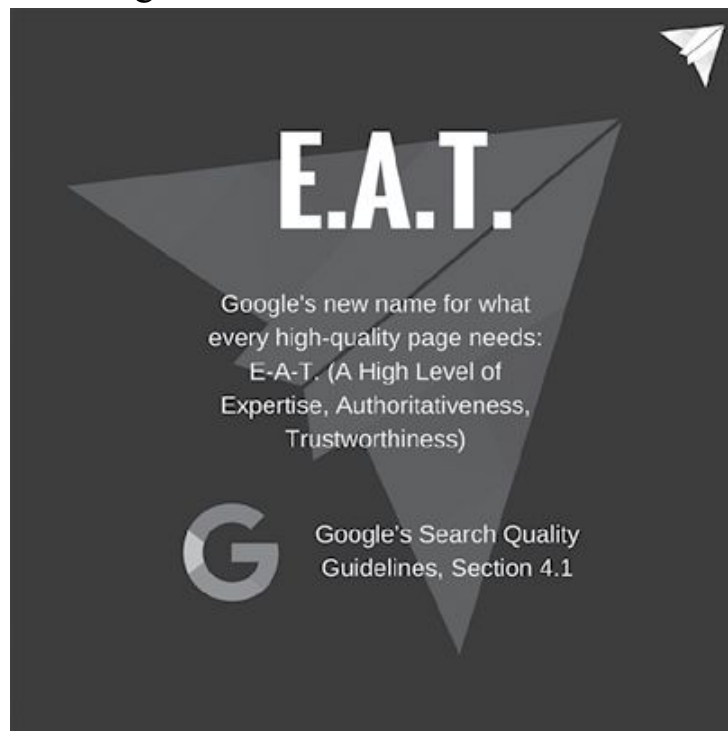 E.A.T.
Google's new name for what
every high-quality page needs:
E-A-T. (A High Level of
Expertise, Authoritativeness,
Trustworthiness)
G
Google's Search Quality
Guidelines, Section 4.1